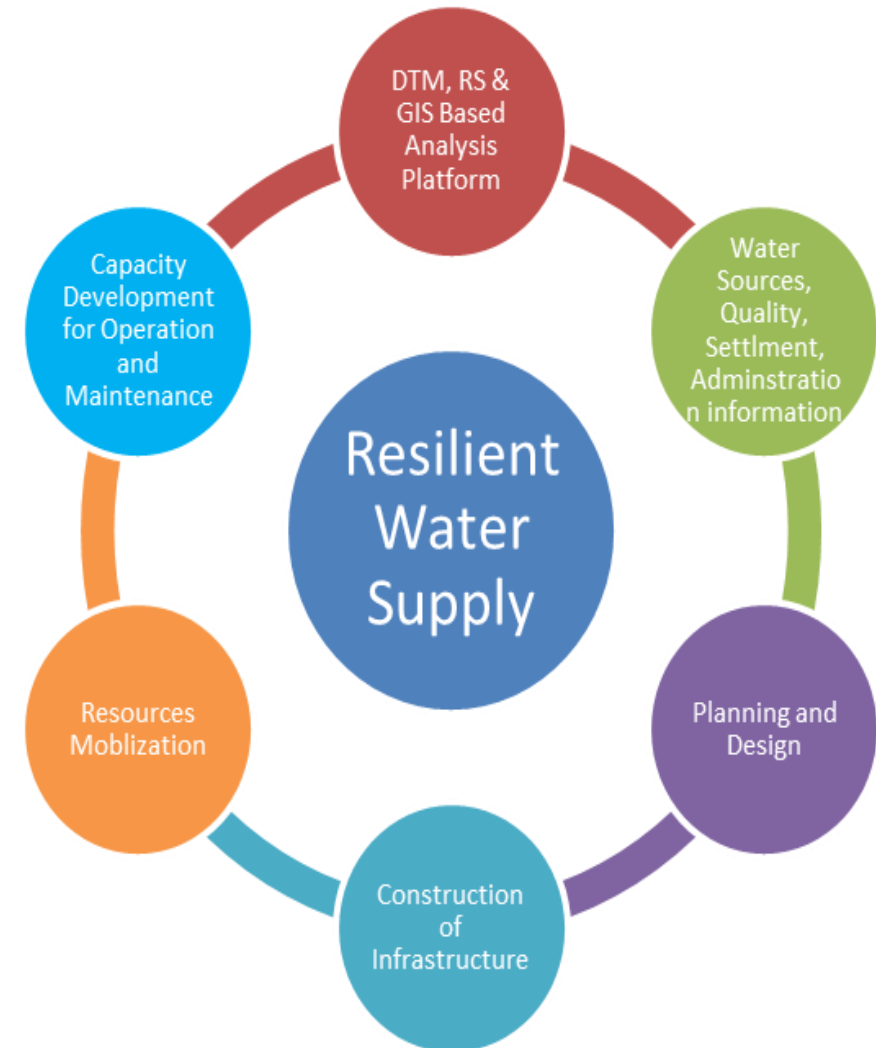 DTM, RS &
GIS Based
Analysis
Platform
Water
Sources,
Quality,
Settlment,
Adminstratio
n information
Planning and
Design
Construction
of
Infrastructure
Resources
Moblization
Capacity
Development
for Operation
and
Maintenance
Resilient
Water
Supply